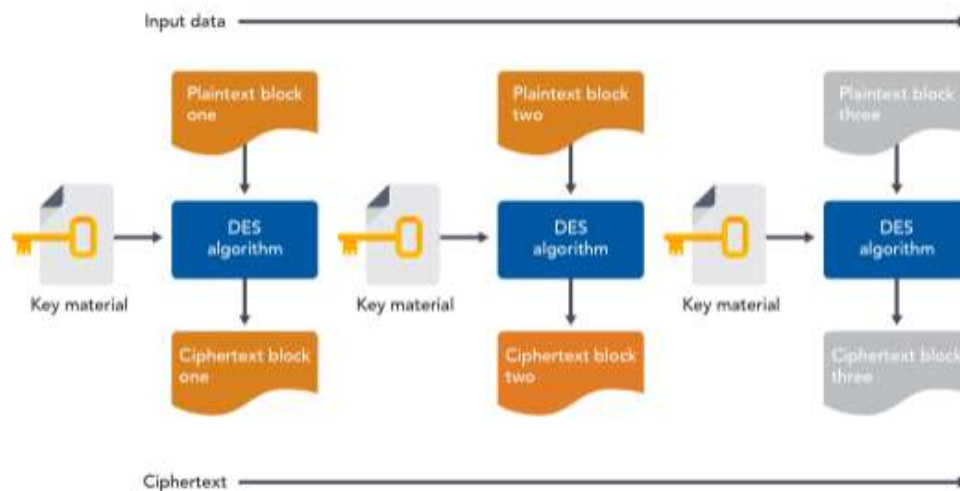 Input data
Plaintext block
one
Plaintext block
two
Plaintext block
three
DES
algorithm
DES
algorithm
DES
algorithm
Key material
Key material
Key material
Ciphertext block
one
Ciphertext block
two
Ciphertext block
three
Ciphertext